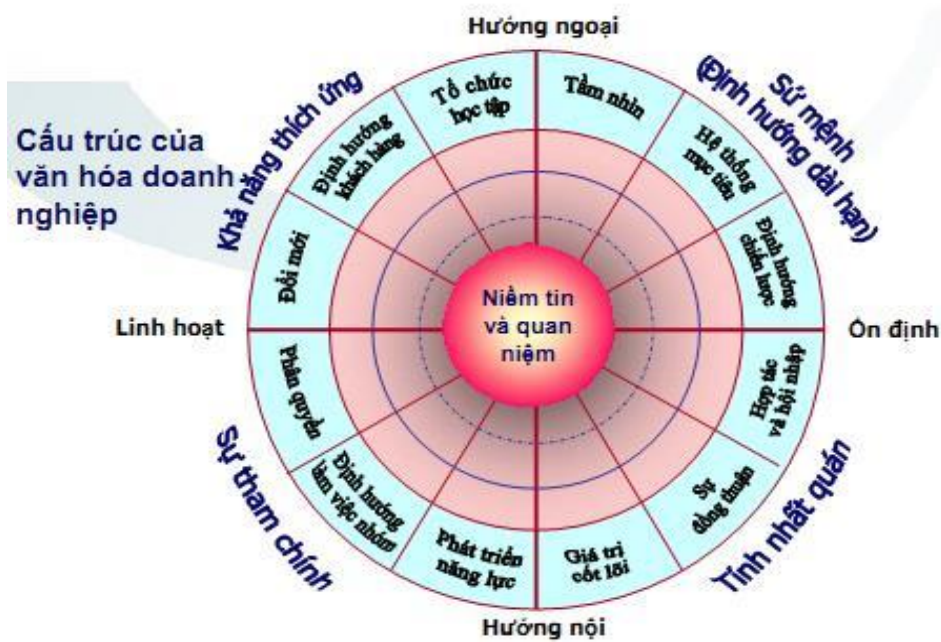 Hướng ngoại
Cấu trúc của
văn hóa doanh
nghiệp
Khả năng thích ứng
Sứ mệnh
(Định hướng dài hạn)
Tổ chức
học tập
Tầm nhìn
Định hướng
khách hàng
Hệ thống
mục tiêu
Đổi mới
Định hướng
chiến lược
Linh hoạt
Niềm tin
và quan
niệm
Ổn định
Phân quyền
Hợp tác
và hội nhập
Định hướng
làm việc nhóm
Sự
đồng thuận
Phát triển
năng lực
Giá trị
cốt lõi
Sự tham chính
Tính nhất quán
Hướng nội